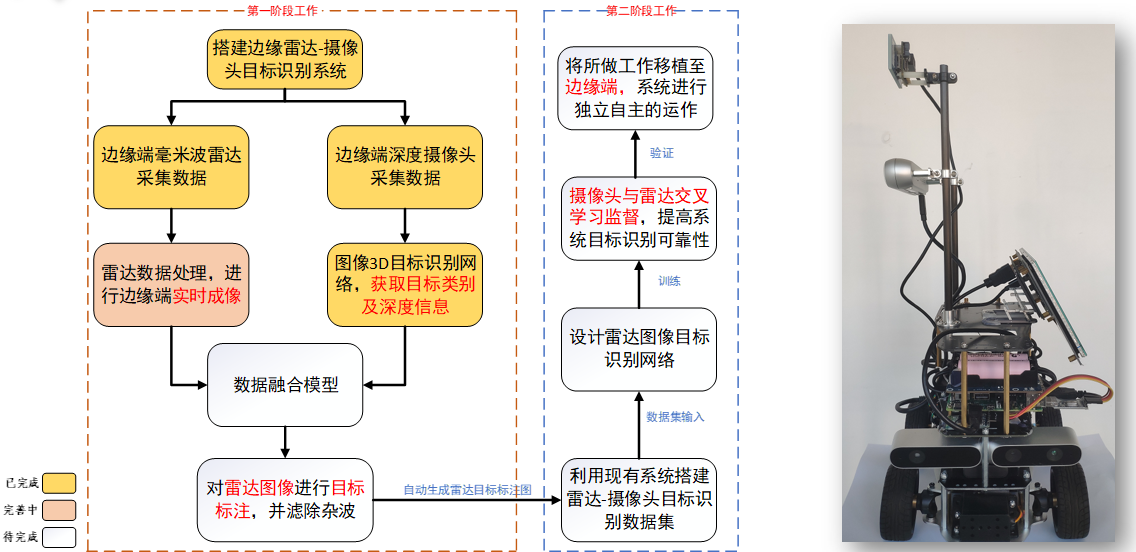 第一阶段工作
搭建边缘雷达-摄像
头目标识别系统
边缘端毫米波雷达
采集数据
边缘端深度摄像头
采集数据
雷达数据处理，进
行边缘端实时成像
图像3D目标识别网
络，获取目标类别
及深度信息
数据融合模型
对雷达图像进行目标
标注，并滤除杂波
自动生成雷达目标标注图
已完成
完善中
待完成
第二阶段工作
将所做工作移植至
边缘端，系统进行
独立自主的运作
验证
摄像头与雷达交叉
学习监督，提高系
统目标识别可靠性
训练
设计雷达图像目标
识别网络
数据集输入
利用现有系统搭建
雷达-摄像头目标识
别数据集